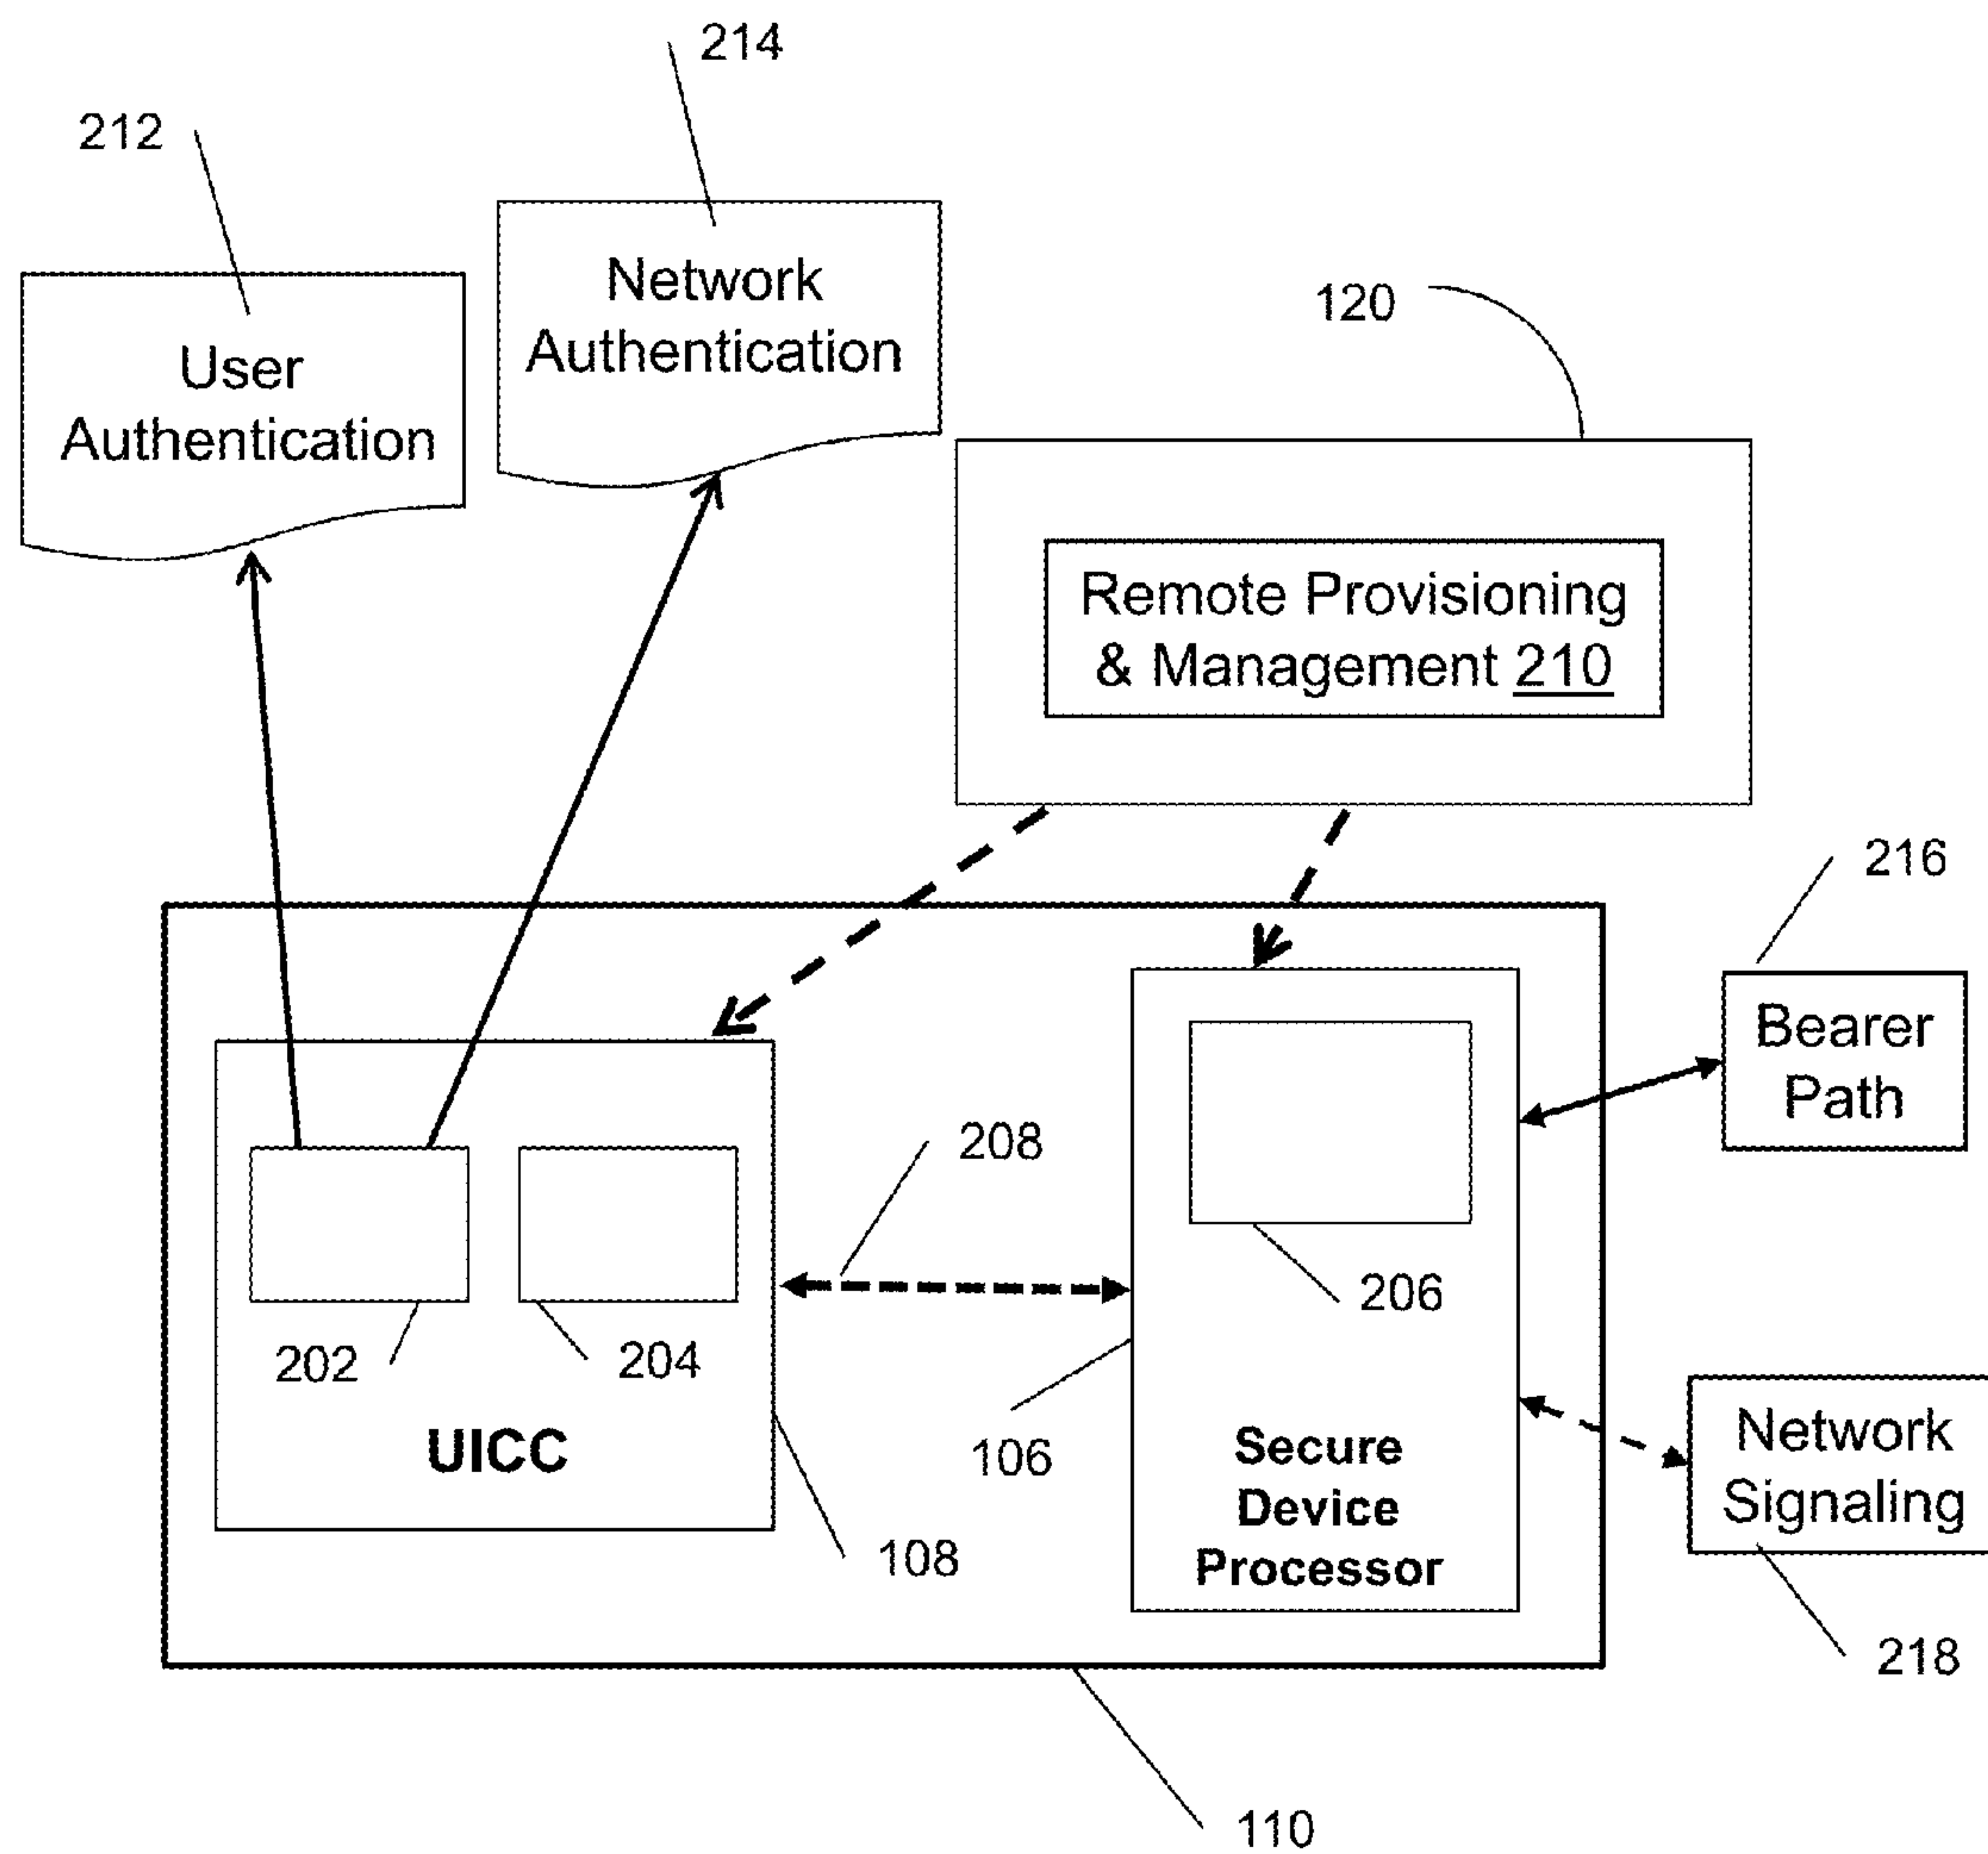 214
212
Network
Authentication
User
Authentication
120
Remote Provisioning
& Management 210
216
Bearer
Path
208
206
202
204
UICC
106
Secure
Device
Processor
Network
Signaling
108
218
110